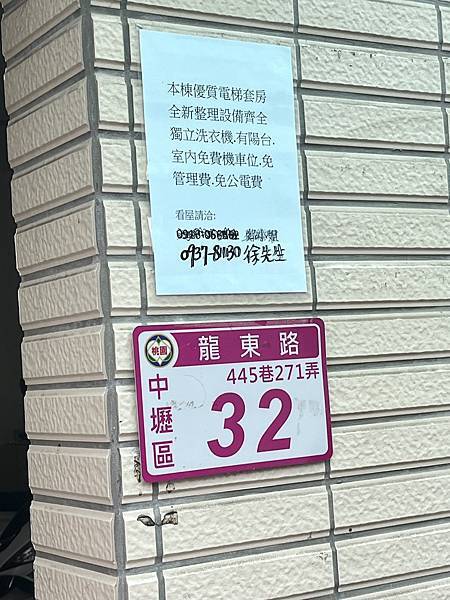 本棟優質電梯套房
全新整理設備齊全
獨立洗衣機.有陽台.
室內免費機車位.免
管理費.免公電費
看屋請洽:
徐先生
桃園
龍東路
445巷271弄
中壢區
32